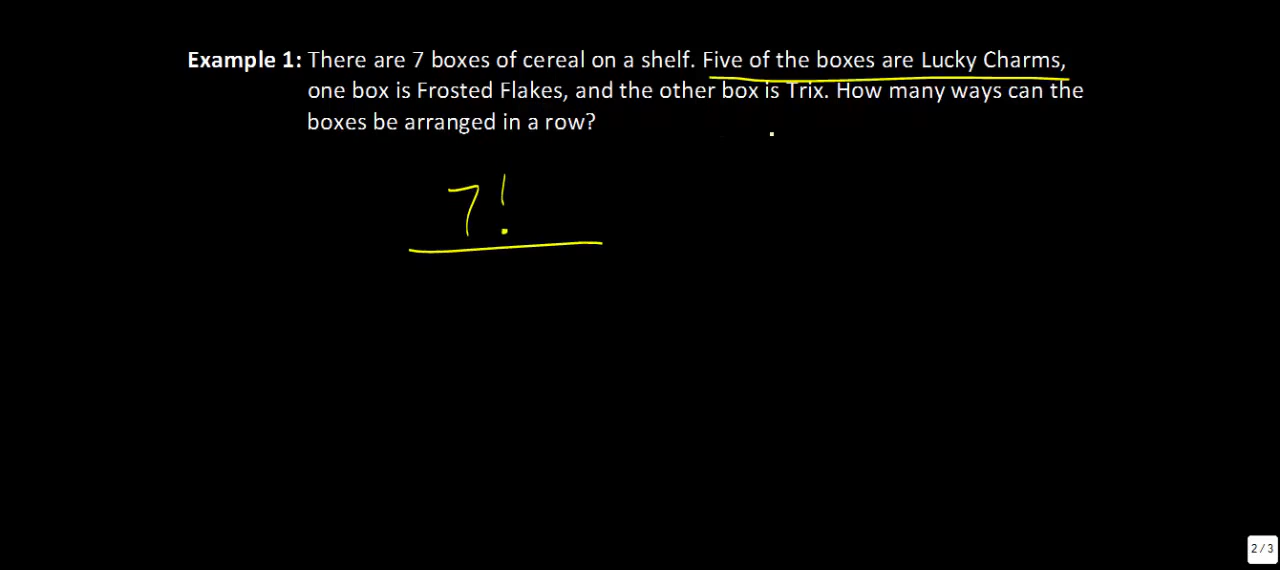 Example 1: There are 7 boxes of cereal on a shelf. Five of the boxes are Lucky Charms,
one box is Frosted Flakes, and the other box is Trix. How many ways can the
boxes be arranged in a row?
7!
2/3